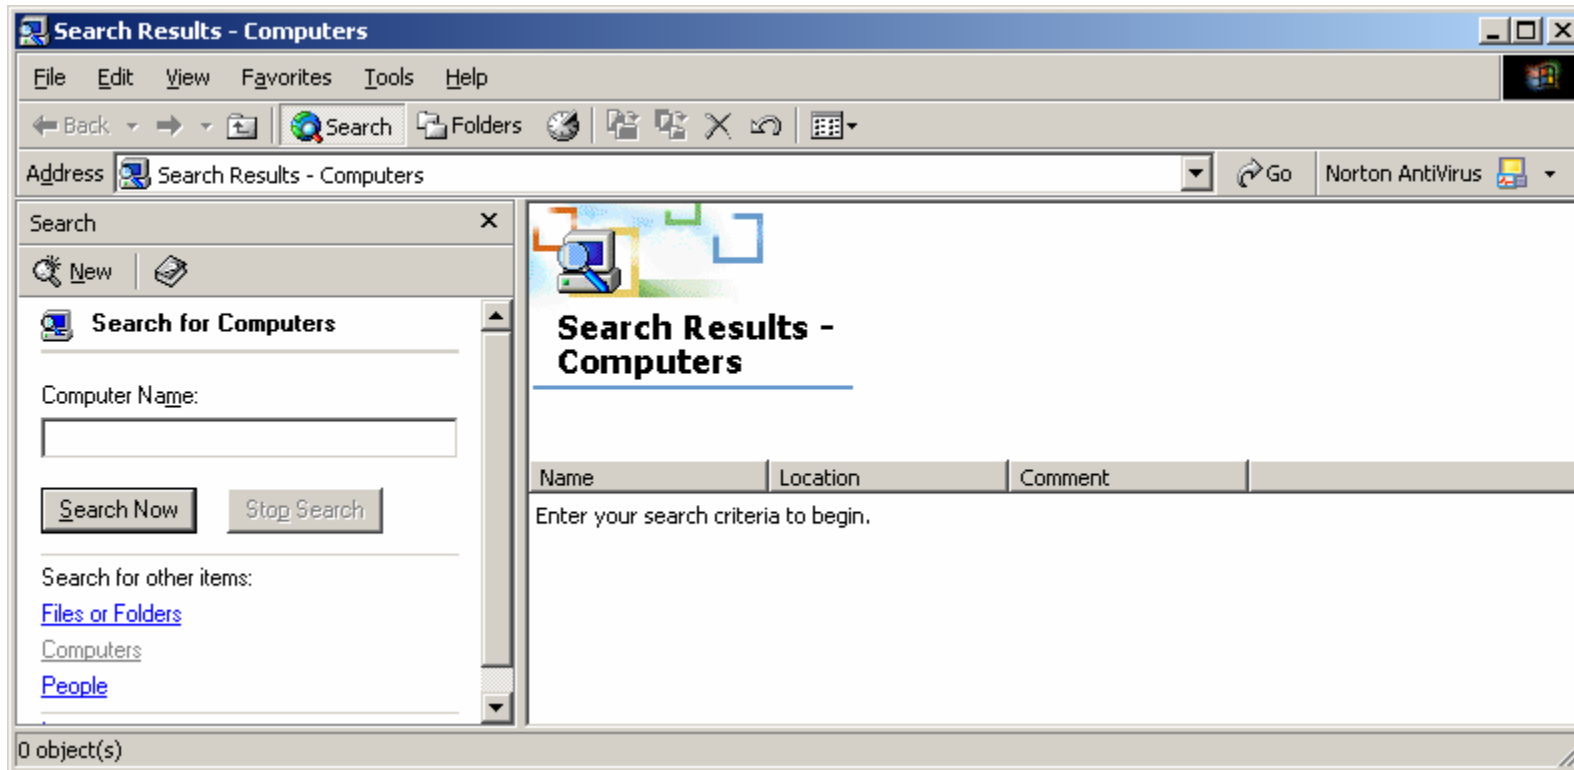 Search Results - Computers
File Edit View Favorites Tools Help
Back Search Folders
Address Search Results - Computers Go Norton AntiVirus
Search
New
Search for Computers
Computer Name:
Search Now Stop Search
Search for other items:
Files or Folders
Computers
People
Search Results -
Computers
Name Location Comment
Enter your search criteria to begin.
0 object(s)